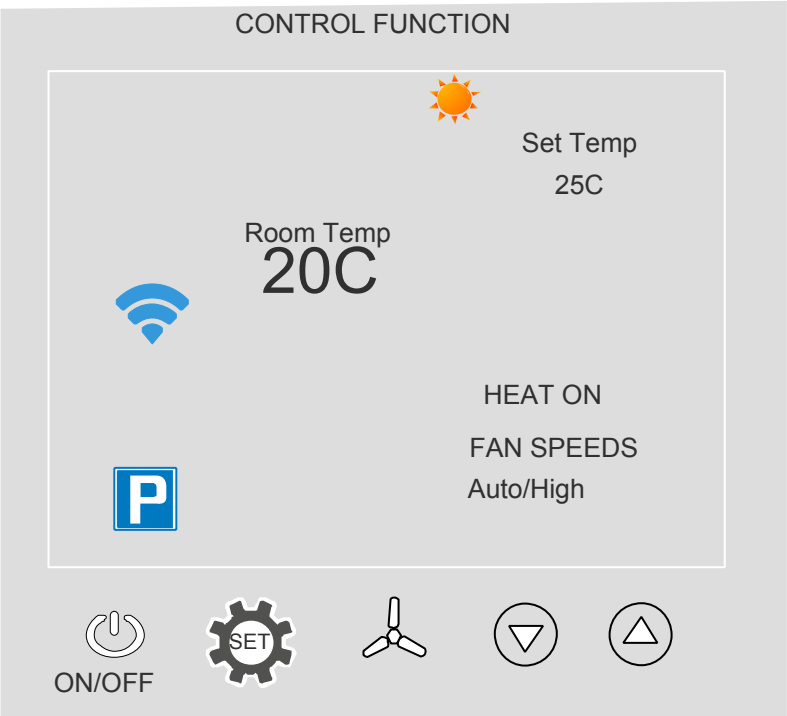 CONTROL FUNCTION
Set Temp
25C
Room Temp
20C
HEAT ON
FAN SPEEDS
Auto/High
P
SET
ON/OFF